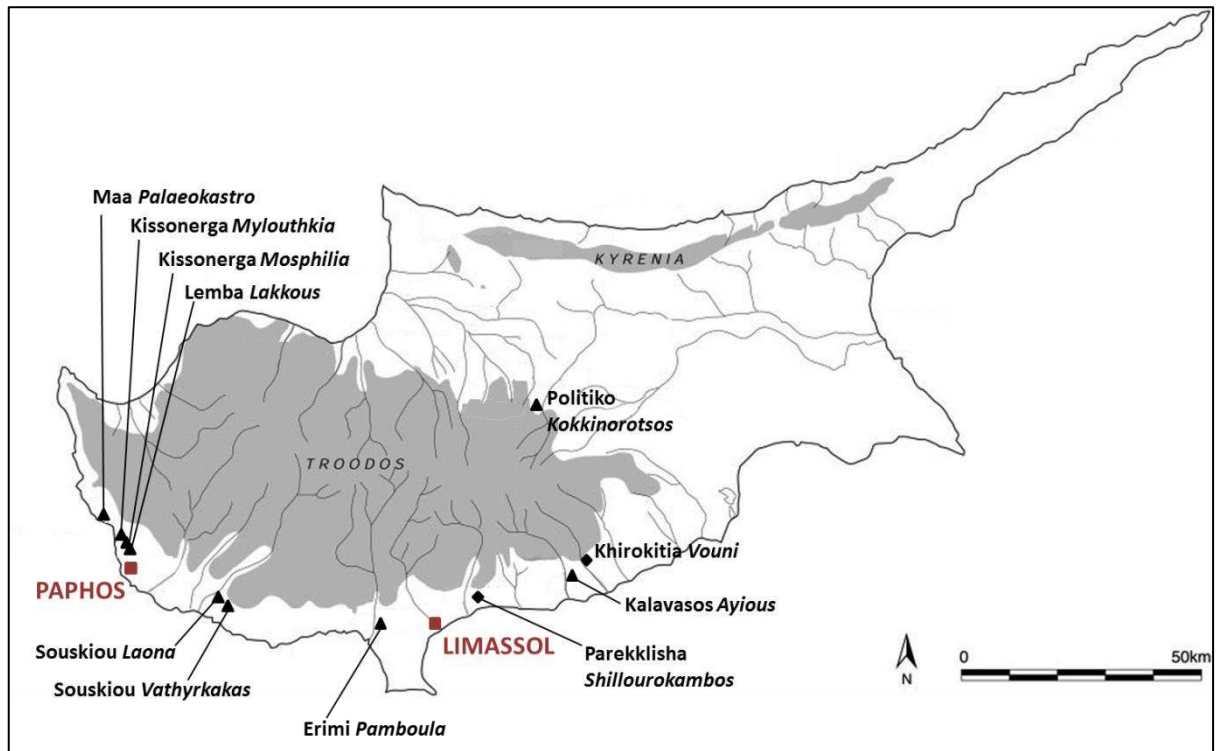 Maa Palaeokastro
Kissonerga Mylouthkia
Kissonerga Mosphilia
Lemba Lakkous
KYRENIA
Politiko
Kokkinorotsos
TROODOS
Khirokitia Vouni
PAPHOS
Kalavasos Ayious
LIMASSOL
Souskiou Laona
Souskiou Vathyrkakas
Parekklisha
Shillourokambos
Erimi Pamboula
N
0
50km